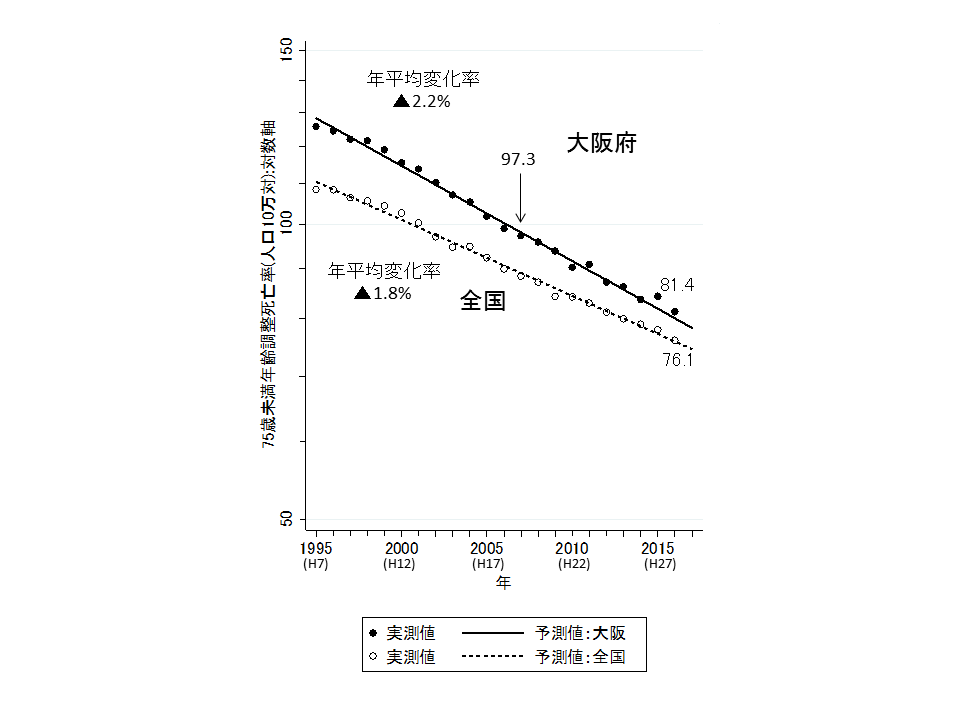 150
年平均変化率
▲2.2%
大阪府
97.3
100
年平均変化率
▲1.8%
全国
81.4
76.1
50
75歳未満年齢調整死亡率(人口10万対):対数軸
1995 2000 2005 2010 2015
(H7) (H12) (H17) (H22) (H27)
年
● 実測値 予測値:大阪
○ 実測値 予測値:全国